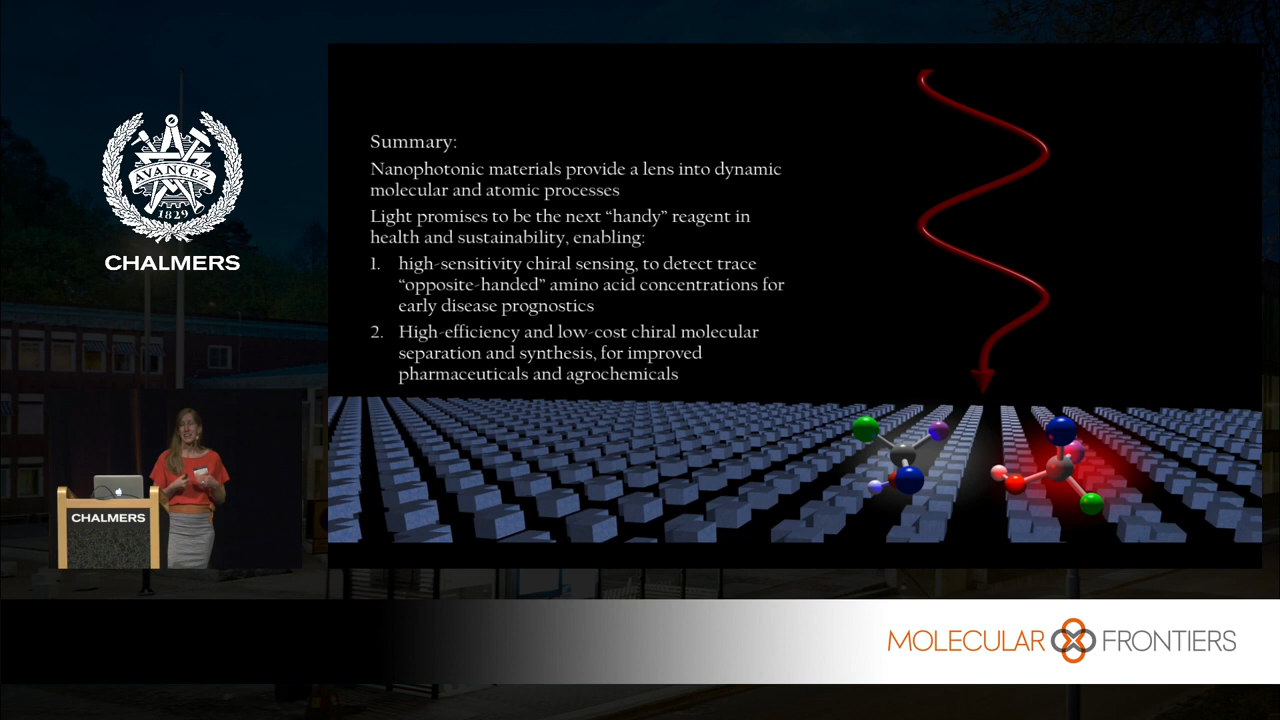 AVANCEZ
1829
CHALMERS
Summary:
Nanophotonic materials provide a lens into dynamic
molecular and atomic processes
Light promises to be the next “handy” reagent in
health and sustainability, enabling:
1. high-sensitivity chiral sensing, to detect trace
“opposite-handed” amino acid concentrations for
early disease prognostics
2. High-efficiency and low-cost chiral molecular
separation and synthesis, for improved
pharmaceuticals and agrochemicals
CHALMERS
MOLECULAR FRONTIERS